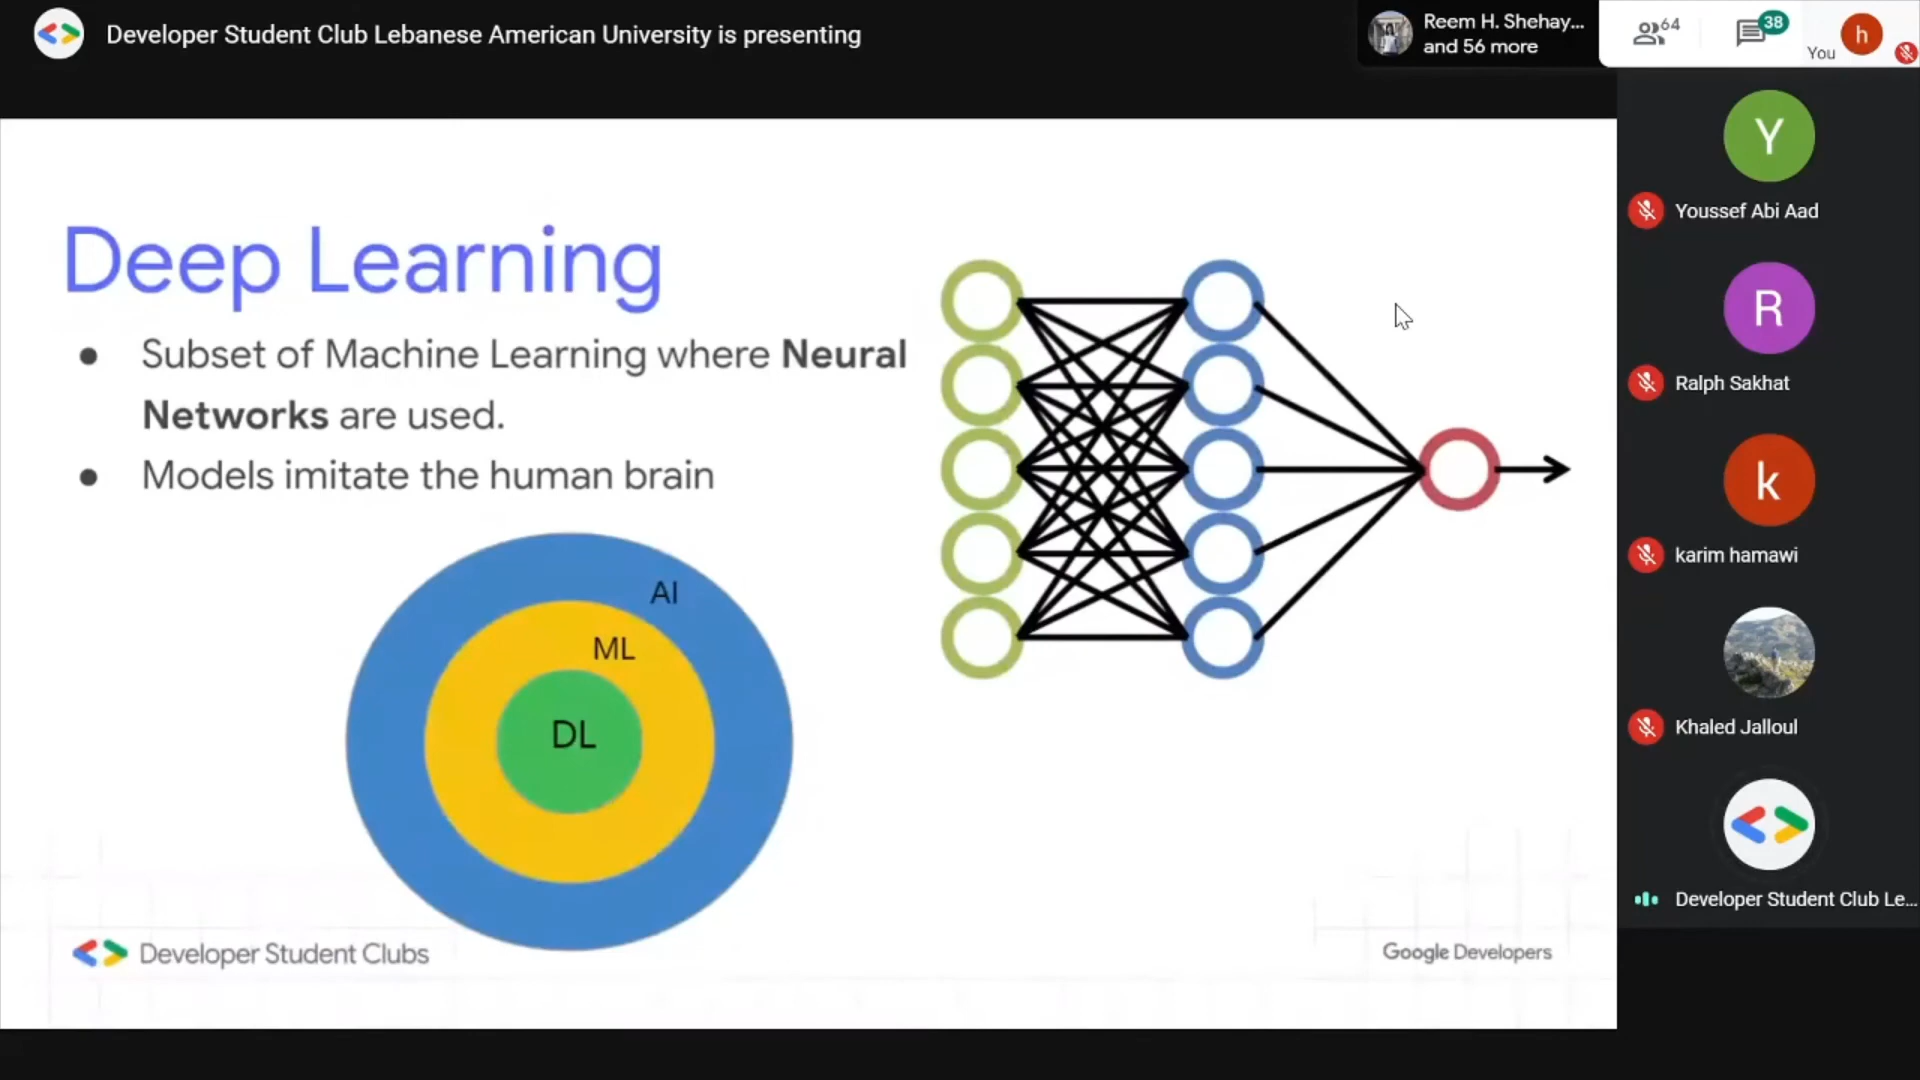 Developer Student Club Lebanese American University is presenting
Reem H. Shehay...
and 56 more
64
38
You
h
Deep Learning
Subset of Machine Learning where Neural
Networks are used.
Models imitate the human brain
AI
ML
DL
Developer Student Clubs
Google Developers
Y
Youssef Abi Aad
R
Ralph Sakhat
k
karim hamawi
Khaled Jalloul
Developer Student Club Le...